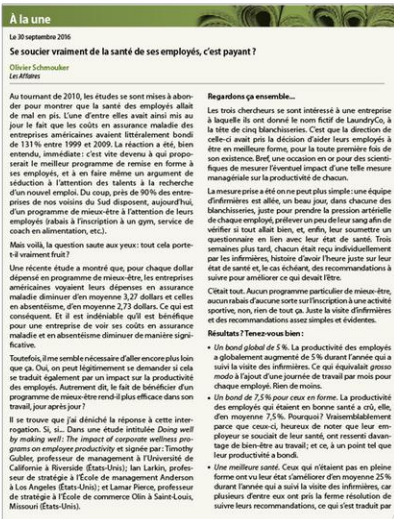 À la une
Le 30 septembre 2016
Se soucier vraiment de la santé de ses employés, c'est payant ?
Olivier Schmouker
Les Affaires
Au tournant de 2010, les études se sont mises à abon-
der pour montrer que la santé des employés allait
de mal en pis. L'une d'entre elles avait ainsi mis au
jour le fait que les coûts en assurance maladie des
entreprises américaines avaient littéralement bondi
de 131 % entre 1999 et 2009. La réaction a été, bien
entendu, immédiate : c'est vite devenu à qui propo-
serait le meilleur programme de remise en forme à
ses employés, et à en faire même un argument de
séduction à l'attention des talents à la recherche
d'un nouvel emploi. Du coup, près de 90% des entre-
prises de nos voisins du Sud disposent, aujourd'hui,
d'un programme de mieux-être à l'attention de leurs
employés (rabais à l'inscription à un gym, service de
coach en alimentation, etc.).
Mais voilà, la question saute aux yeux : tout cela porte-
t-il vraiment fruit?
Une récente étude a montré que, pour chaque dollar
dépensé en programme de mieux-être, les entreprises
américaines voyaient leurs dépenses en assurance
maladie diminuer d'en moyenne 3,27 dollars et celles
en absentéisme, d'en moyenne 2,73 dollars. Ce qui est
conséquent. Et il est indéniable qu'il est bénéfique
pour une entreprise de voir ses coûts en assurance
maladie et en absentéisme diminuer de manière signi-
ficative.
Toutefois, il me semble nécessaire d'aller encore plus loin
que ça. Oui, on peut légitimement se demander si cela
se traduit également par un impact sur la productivité
des employés. Autrement dit, le fait de bénéficier d'un
programme de mieux-être rend-il plus efficace dans son
travail, jour après jour ?
Il se trouve que j'ai déniché la réponse à cette inter-
rogation. Si, si... Dans une étude intitulée Doing well
by making well : The impact of corporate wellness pro-
grams on employee productivity et signée par : Timothy
Gubler, professeur de management à l'Université de
Californie à Riverside (États-Unis); Ian Larkin, profes-
seur de stratégie à l'École de management Anderson
à Los Angeles (États-Unis) ; et Lamar Pierce, professeur
de stratégie à l'École de commerce Olin à Saint-Louis,
Missouri (États-Unis).
Regardons ça ensemble...
Les trois chercheurs se sont intéressé à une entreprise
à laquelle ils ont donné le nom fictif de LaundryCo, à
la tête de cinq blanchisseries. C'est que la direction de
celle-ci avait pris la décision d'aider leurs employés à
être en meilleure forme, pour la toute première fois de
son existence. Bref, une occasion en or pour des scienti-
fiques de mesurer l'éventuel impact d'une telle mesure
managériale sur la productivité de chacun.
La mesure prise a été on ne peut plus simple : une équipe
d'infirmières est allée, un beau jour, dans chacune des
blanchisseries, juste pour prendre la pression artérielle
de chaque employé, prélever un peu de leur sang afin de
vérifier si tout allait bien, et, enfin, leur soumettre un
questionnaire en lien avec leur état de santé. Trois
semaines plus tard, chacun était reçu individuellement
par les infirmières, histoire d'avoir l'heure juste sur leur
état de santé et, le cas échéant, des recommandations à
suivre pour améliorer ce qui devait l'être.
C'était tout. Aucun programme particulier de mieux-être,
aucun rabais d'aucune sorte sur l'inscription à une activité
sportive, non, rien de tout ça. Juste la visite d'infirmières
et des recommandations assez simples et évidentes.
Résultats ? Tenez-vous bien :
• Un bond global de 5 %. La productivité des employés
a globalement augmenté de 5 % durant l'année qui a
suivi la visite des infirmières. Ce qui équivalait grosso
modo à l'ajout d'une journée de travail par mois pour
chaque employé. Rien de moins.
• Un bond de 7,5 % pour ceux en forme. La productivité
des employés qui étaient en bonne santé a crû, elle,
d'en moyenne 7,5 %. Pourquoi ? Vraisemblablement
parce que ceux-ci, heureux de noter que leur em-
ployeur se souciait de leur santé, ont ressenti davan-
tage de bien-être au travail ; et ce, à un point tel que
leur productivité a bondi.
• Une meilleure santé. Ceux qui n'étaient pas en pleine
forme ont vu leur état s'améliorer d'en moyenne 25 %
durant l'année qui a suivi la visite des infirmières, car
plusieurs d'entre eux ont pris la ferme résolution de
suivre leurs recommandations, ce qui s'est traduit par